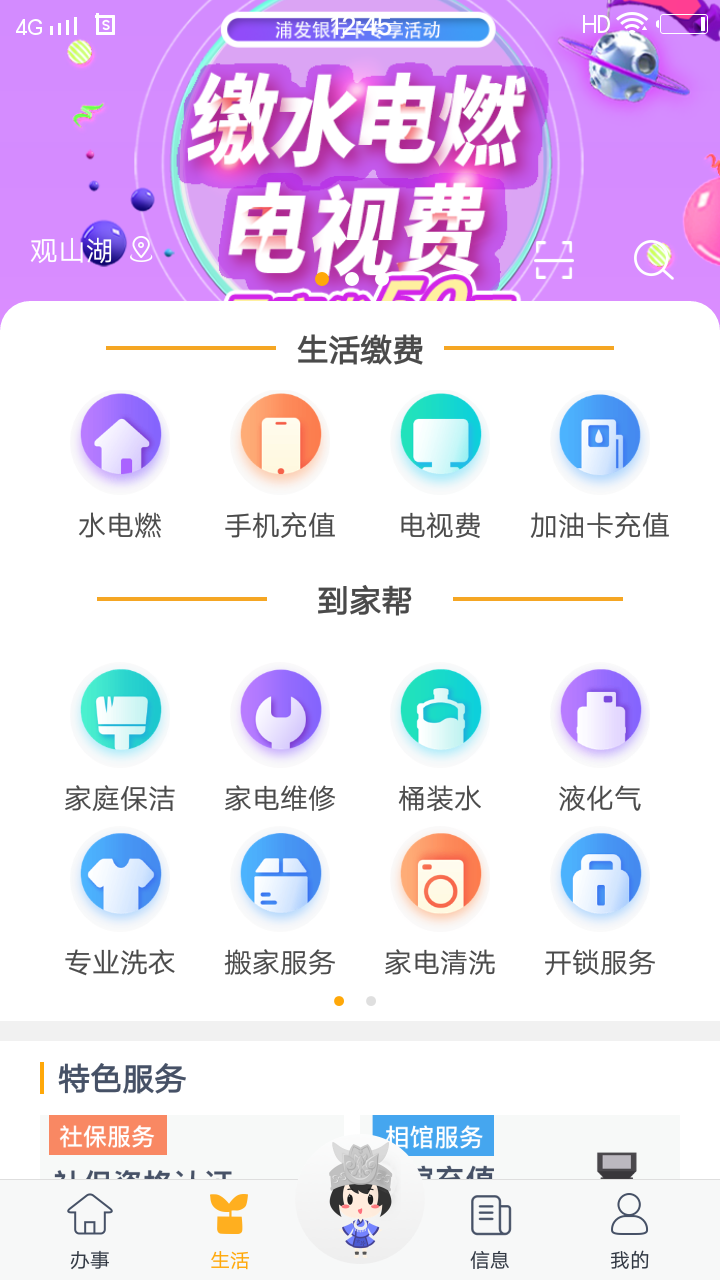 4G
12:45
HD
浦发银行 专享活动
缴水电燃
电视费
观山湖
生活缴费
水电燃 手机充值 电视费 加油卡充值
到家帮
家庭保洁 家电维修 桶装水 液化气
专业洗衣 搬家服务 家电清洗 开锁服务
特色服务
社保服务 相馆服务
办事 生活 信息 我的